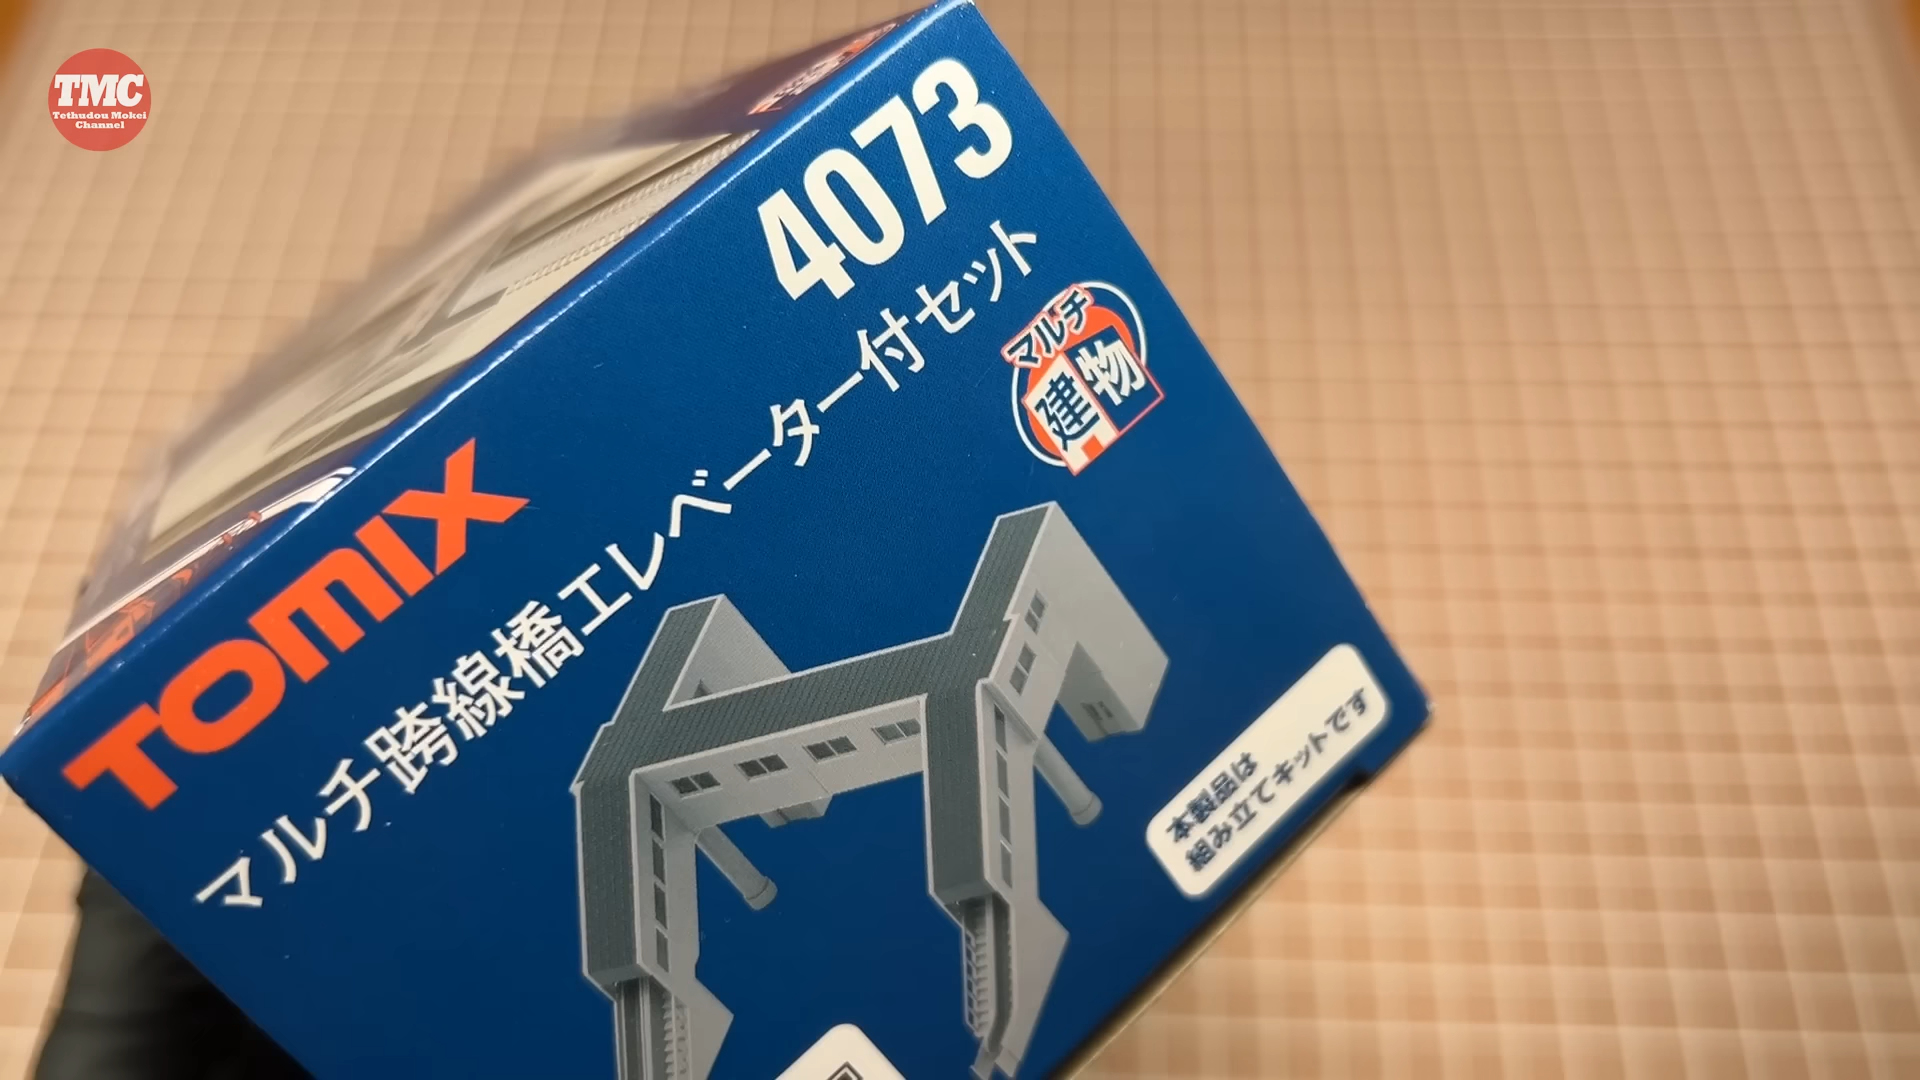 TMC
Tethudou Mokei
Channel
4073
TOMIX
マルチ跨線橋エレベーター付セット
マルチ
建物
本製品は
組み立てキットです